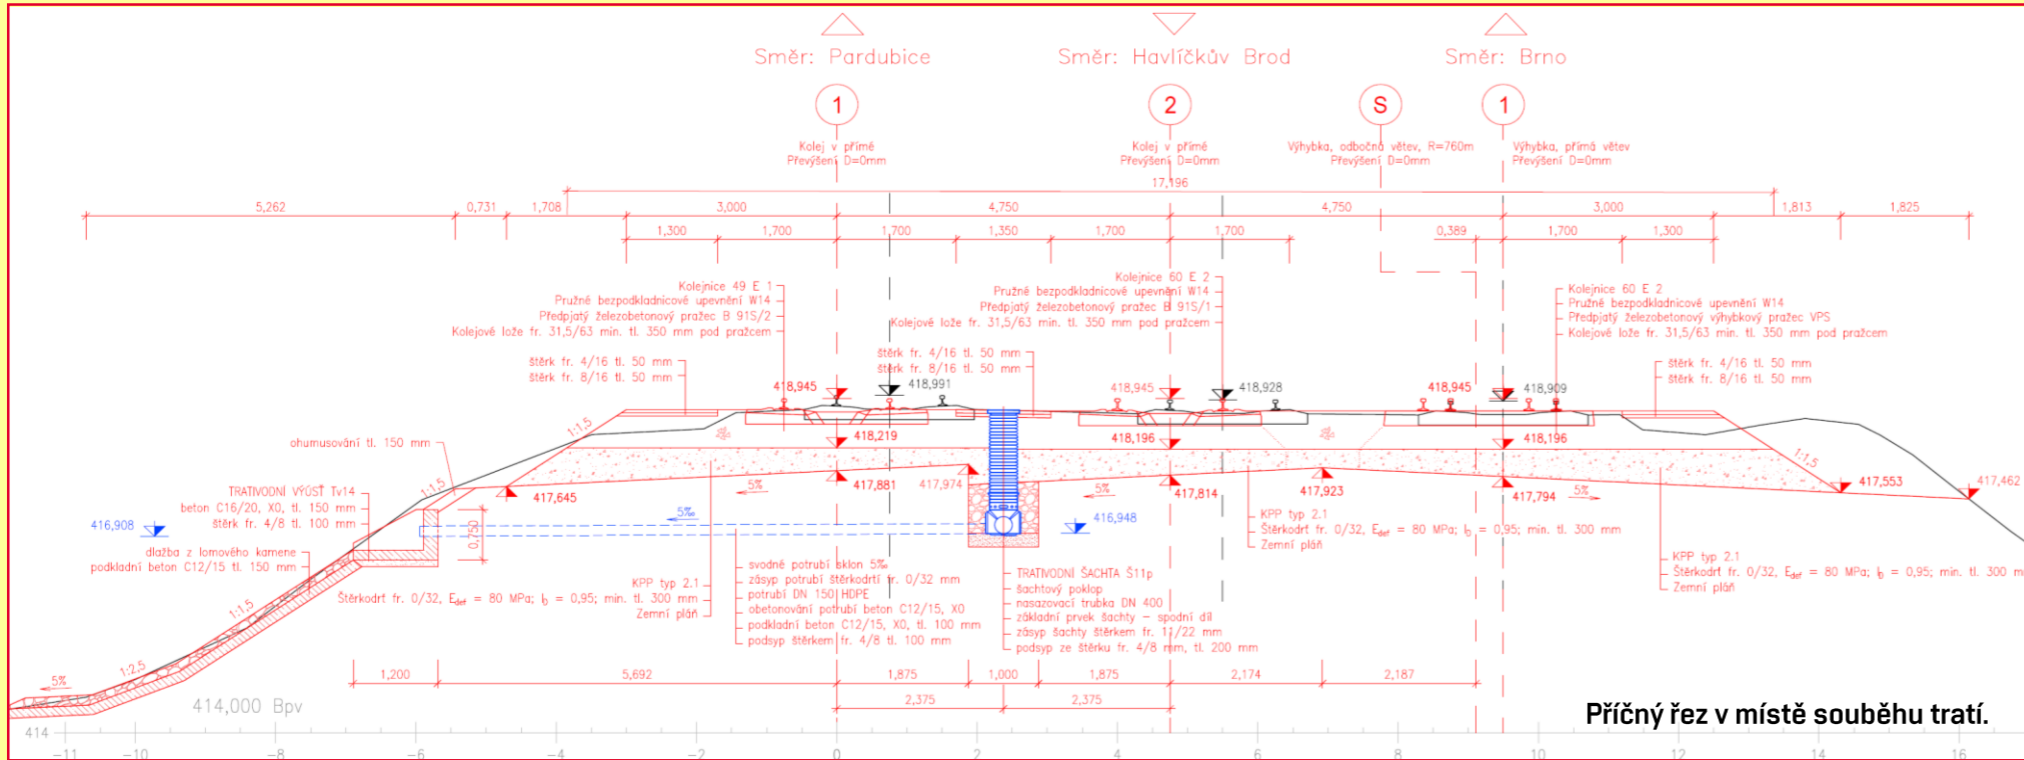 Směr: Pardubice
Směr: Havlíčkův Brod
Směr: Brno
1
2
S
1
Kolej v přímé
Převýšení D=0mm
Kolej v přímé
Převýšení D=0mm
Výhybka, odbočná větev, R=760m
Převýšení D=0mm
Výhybka, přímá větev
Převýšení D=0mm
17,196
5,262
0,731
1,708
3,000
4,750
4,750
3,000
1,813
1,825
1,300
1,700
1,700
1,350
1,700
1,700
0,389
1,700
1,300
Kolejnice 49 E 1
Pružné bezpodkladnicové upevnění W14
Předpjatý železobetonový pražec B 91S/2
Kolejové lože fr. 31,5/63 min. tl. 350 mm pod pražcem
Kolejnice 60 E 2
Pružné bezpodkladnicové upevnění W14
Předpjatý železobetonový pražec B 91S/1
Kolejové lože fr. 31,5/63 min. tl. 350 mm pod pražcem
Kolejnice 60 E 2
Pružné bezpodkladnicové upevnění W14
Předpjatý železobetonový výhybkový pražec VPS
Kolejové lože fr. 31,5/63 min. tl. 350 mm pod pražcem
štěrk fr. 4/16 tl. 50 mm
štěrk fr. 8/16 tl. 50 mm
štěrk fr. 4/16 tl. 50 mm
štěrk fr. 8/16 tl. 50 mm
štěrk fr. 4/16 tl. 50 mm
štěrk fr. 8/16 tl. 50 mm
418,945
418,991
418,945
418,928
418,945
418,909
1:1,5
418,219
418,196
418,196
1:1,5
ohumusování tl. 150 mm
1:1,5
417,645
5%
417,881
417,974
5%
417,814
417,923
417,794
5%
417,553
417,462
TRATIVODNÍ VÝÚSŤ Tv14
beton C16/20, X0, tl. 150 mm
štěrk fr. 4/8 tl. 100 mm
416,908
5‰
416,948
0,750
dlažba z lomového kamene
podkladní beton C12/15 tl. 150 mm
KPP typ 2.1
Štěrkodrť fr. 0/32, Edef = 80 MPa; ID = 0,95; min. tl. 300 mm
Zemní pláň
svodné potrubí sklon 5‰
zásyp potrubí štěrkodrtí fr. 0/32 mm
potrubí DN 150 HDPE
obetonování potrubí beton C12/15, X0
podkladní beton C12/15, X0, tl. 100 mm
podsyp štěrkem fr. 4/8 tl. 100 mm
TRATIVODNÍ ŠACHTA Š11p
šachtový poklop
nasazovací trubka DN 400
základní prvek šachty – spodní díl
zásyp šachty štěrkem fr. 11/22 mm
podsyp ze štěrku fr. 4/8 mm, tl. 200 mm
KPP typ 2.1
Štěrkodrť fr. 0/32, Edef = 80 MPa; ID = 0,95; min. tl. 300 mm
Zemní pláň
KPP typ 2.1
Štěrkodrť fr. 0/32, Edef = 80 MPa; ID = 0,95; min. tl. 300 m
Zemní pláň
1:1,5
1:2,5
5%
1,200
5,692
1,875
1,000
1,875
2,174
2,187
2,375
2,375
414,000 Bpv
Příčný řez v místě souběhu tratí.
414
-11
-10
-8
-6
-4
-2
0
2
4
6
8
10
12
14
16